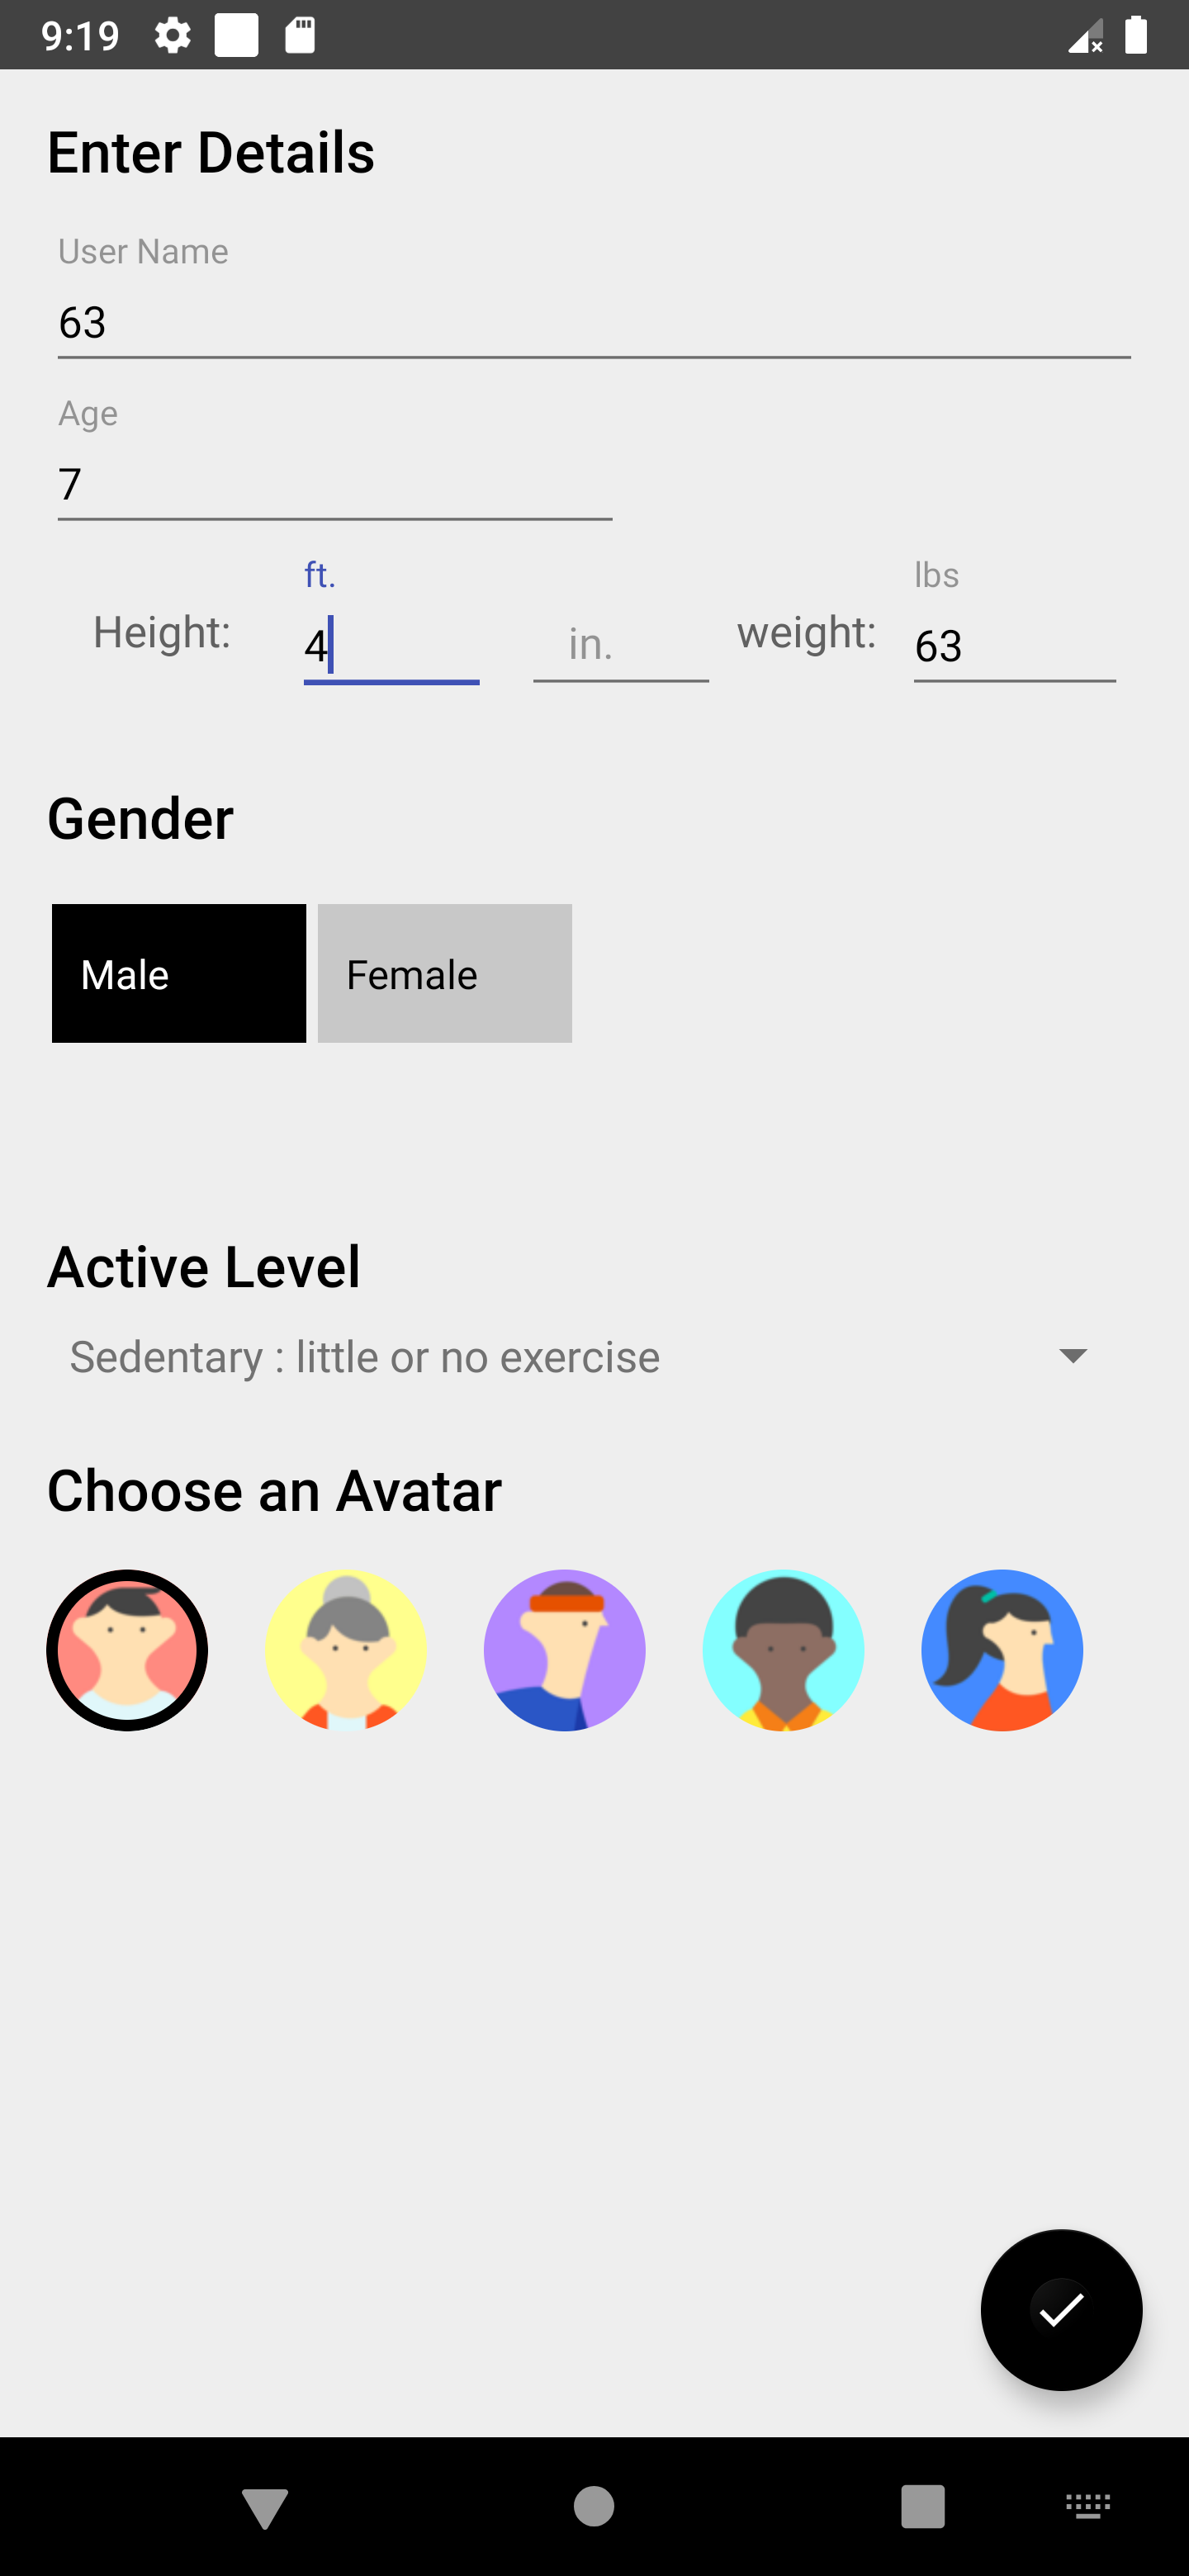 9:19
Enter Details
User Name
63
Age
7
ft. lbs
Height: 4 in. weight: 63
Gender
Male Female
Active Level
Sedentary : little or no exercise
Choose an Avatar